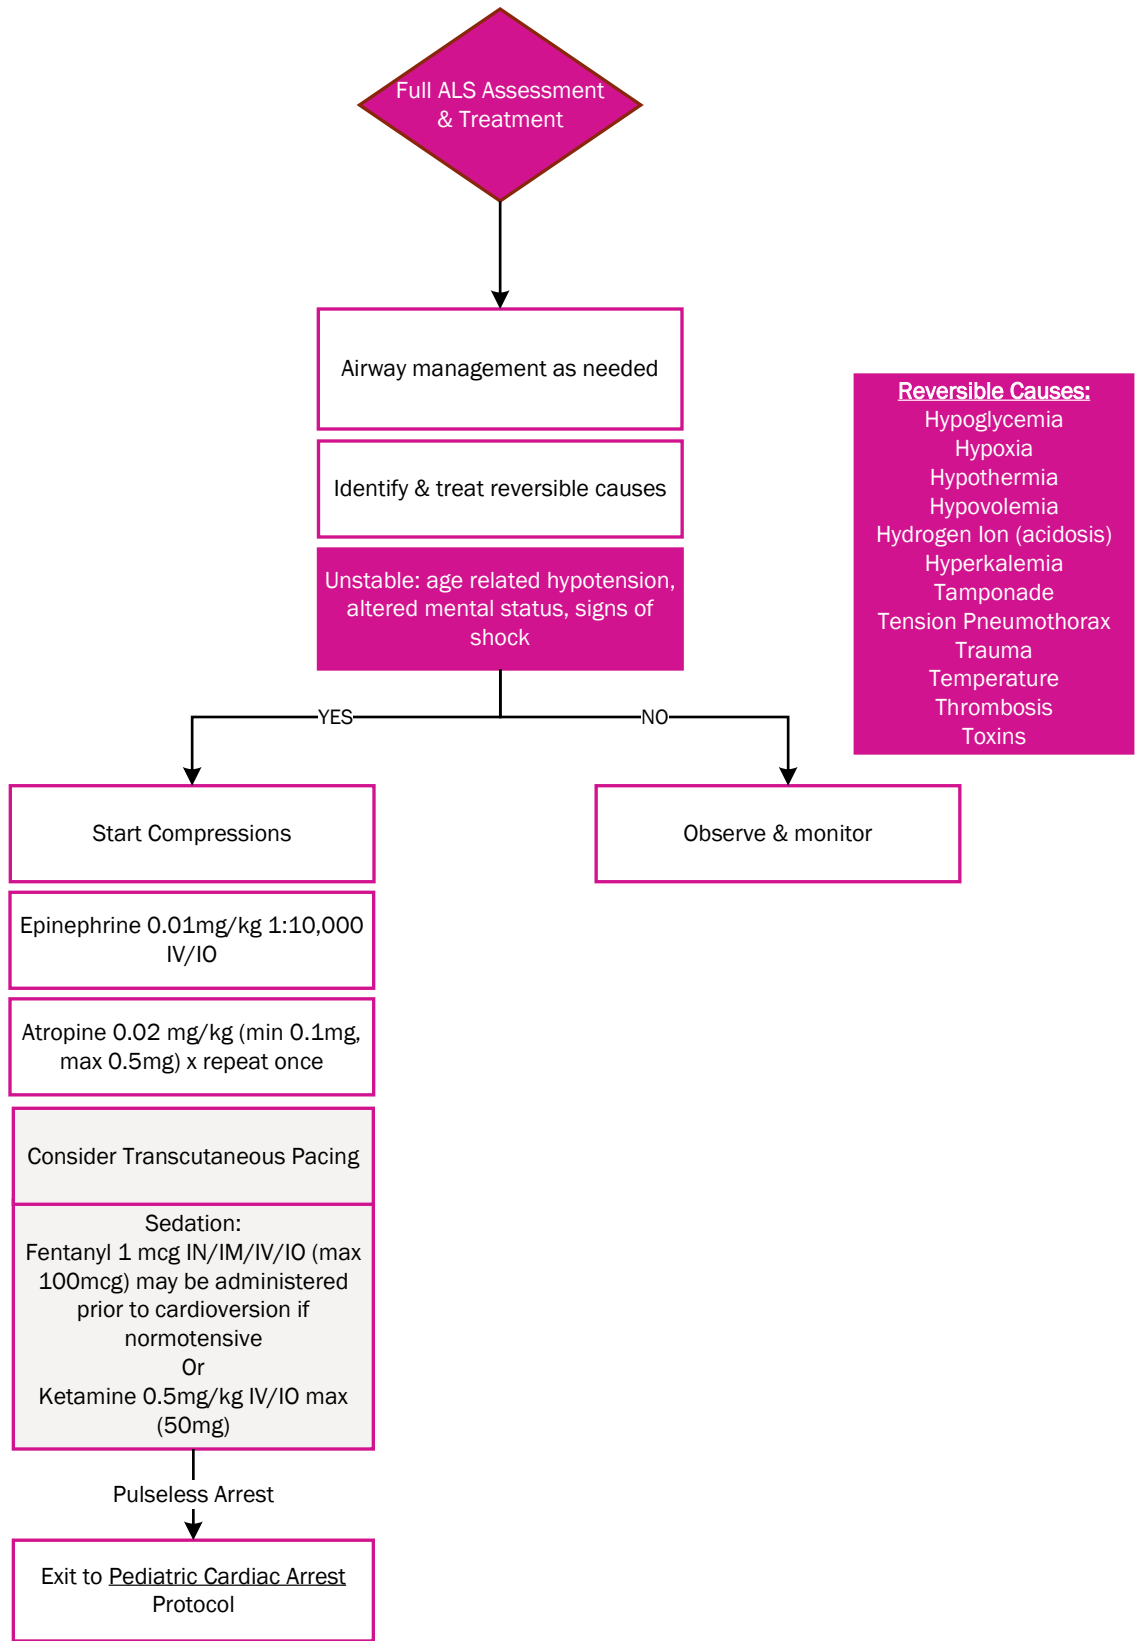 Full ALS Assessment
& Treatment
Airway management as needed
Identify & treat reversible causes
Unstable: age related hypotension,
altered mental status, signs of
shock
Reversible Causes:
Hypoglycemia
Hypoxia
Hypothermia
Hypovolemia
Hydrogen Ion (acidosis)
Hyperkalemia
Tamponade
Tension Pneumothorax
Trauma
Temperature
Thrombosis
Toxins
YES
NO
Start Compressions
Observe & monitor
Epinephrine 0.01mg/kg 1:10,000
IV/IO
Atropine 0.02 mg/kg (min 0.1mg,
max 0.5mg) x repeat once
Consider Transcutaneous Pacing
Sedation:
Fentanyl 1 mcg IN/IM/IV/IO (max
100mcg) may be administered
prior to cardioversion if
normotensive
Or
Ketamine 0.5mg/kg IV/IO max
(50mg)
Pulseless Arrest
Exit to Pediatric Cardiac Arrest
Protocol